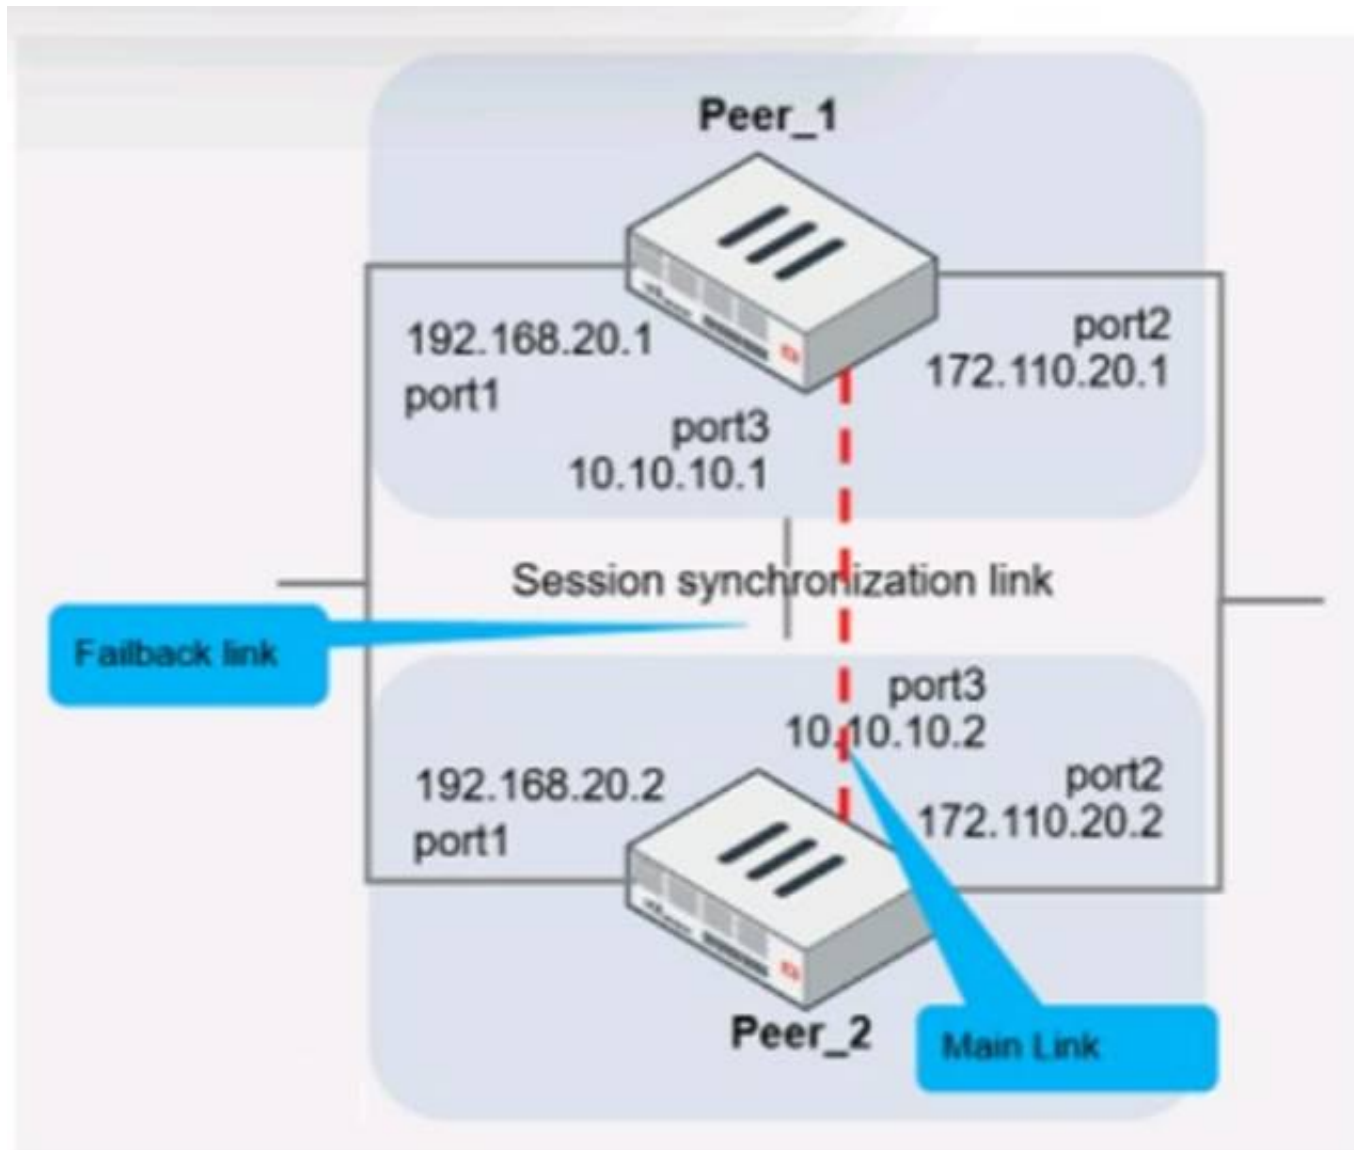 Peer_1
192.168.20.1
port1
port2
172.110.20.1
port3
10.10.10.1
Session synchronization link
Failback link
port3
10.10.10.2
192.168.20.2
port1
port2
172.110.20.2
Peer_2
Main Link